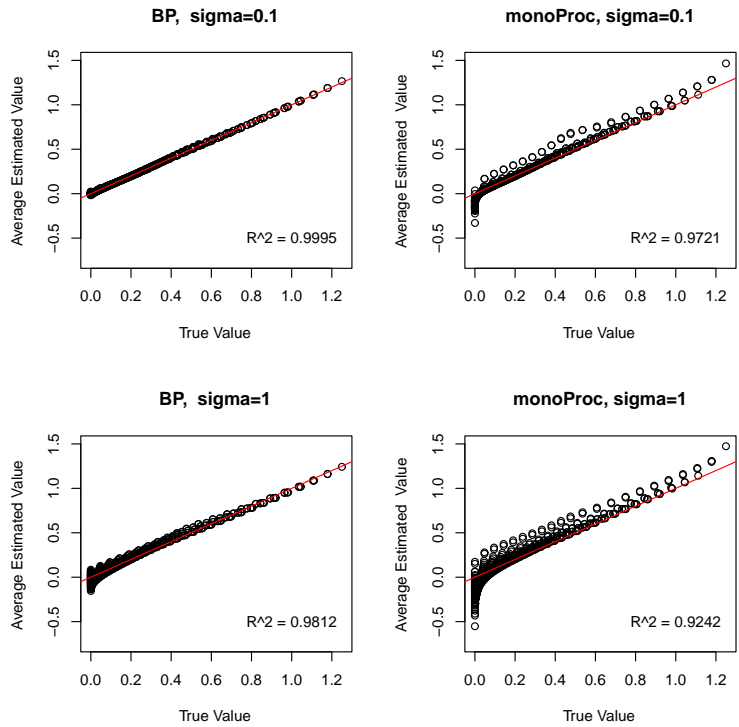 BP,  sigma=0.1
Average Estimated Value
1.5
1.0
0.5
0.0
−0.5
R^2 = 0.9995
0.0 0.2 0.4 0.6 0.8 1.0 1.2
True Value
monoProc, sigma=0.1
Average Estimated  Value
1.5
1.0
0.5
0.0
−0.5
R^2 = 0.9721
0.0 0.2 0.4 0.6 0.8 1.0 1.2
True Value
BP,  sigma=1
Average Estimated Value
1.5
1.0
0.5
0.0
−0.5
R^2 = 0.9812
0.0 0.2 0.4 0.6 0.8 1.0 1.2
True Value
monoProc, sigma=1
Average Estimated  Value
1.5
1.0
0.5
0.0
−0.5
R^2 = 0.9242
0.0 0.2 0.4 0.6 0.8 1.0 1.2
True Value